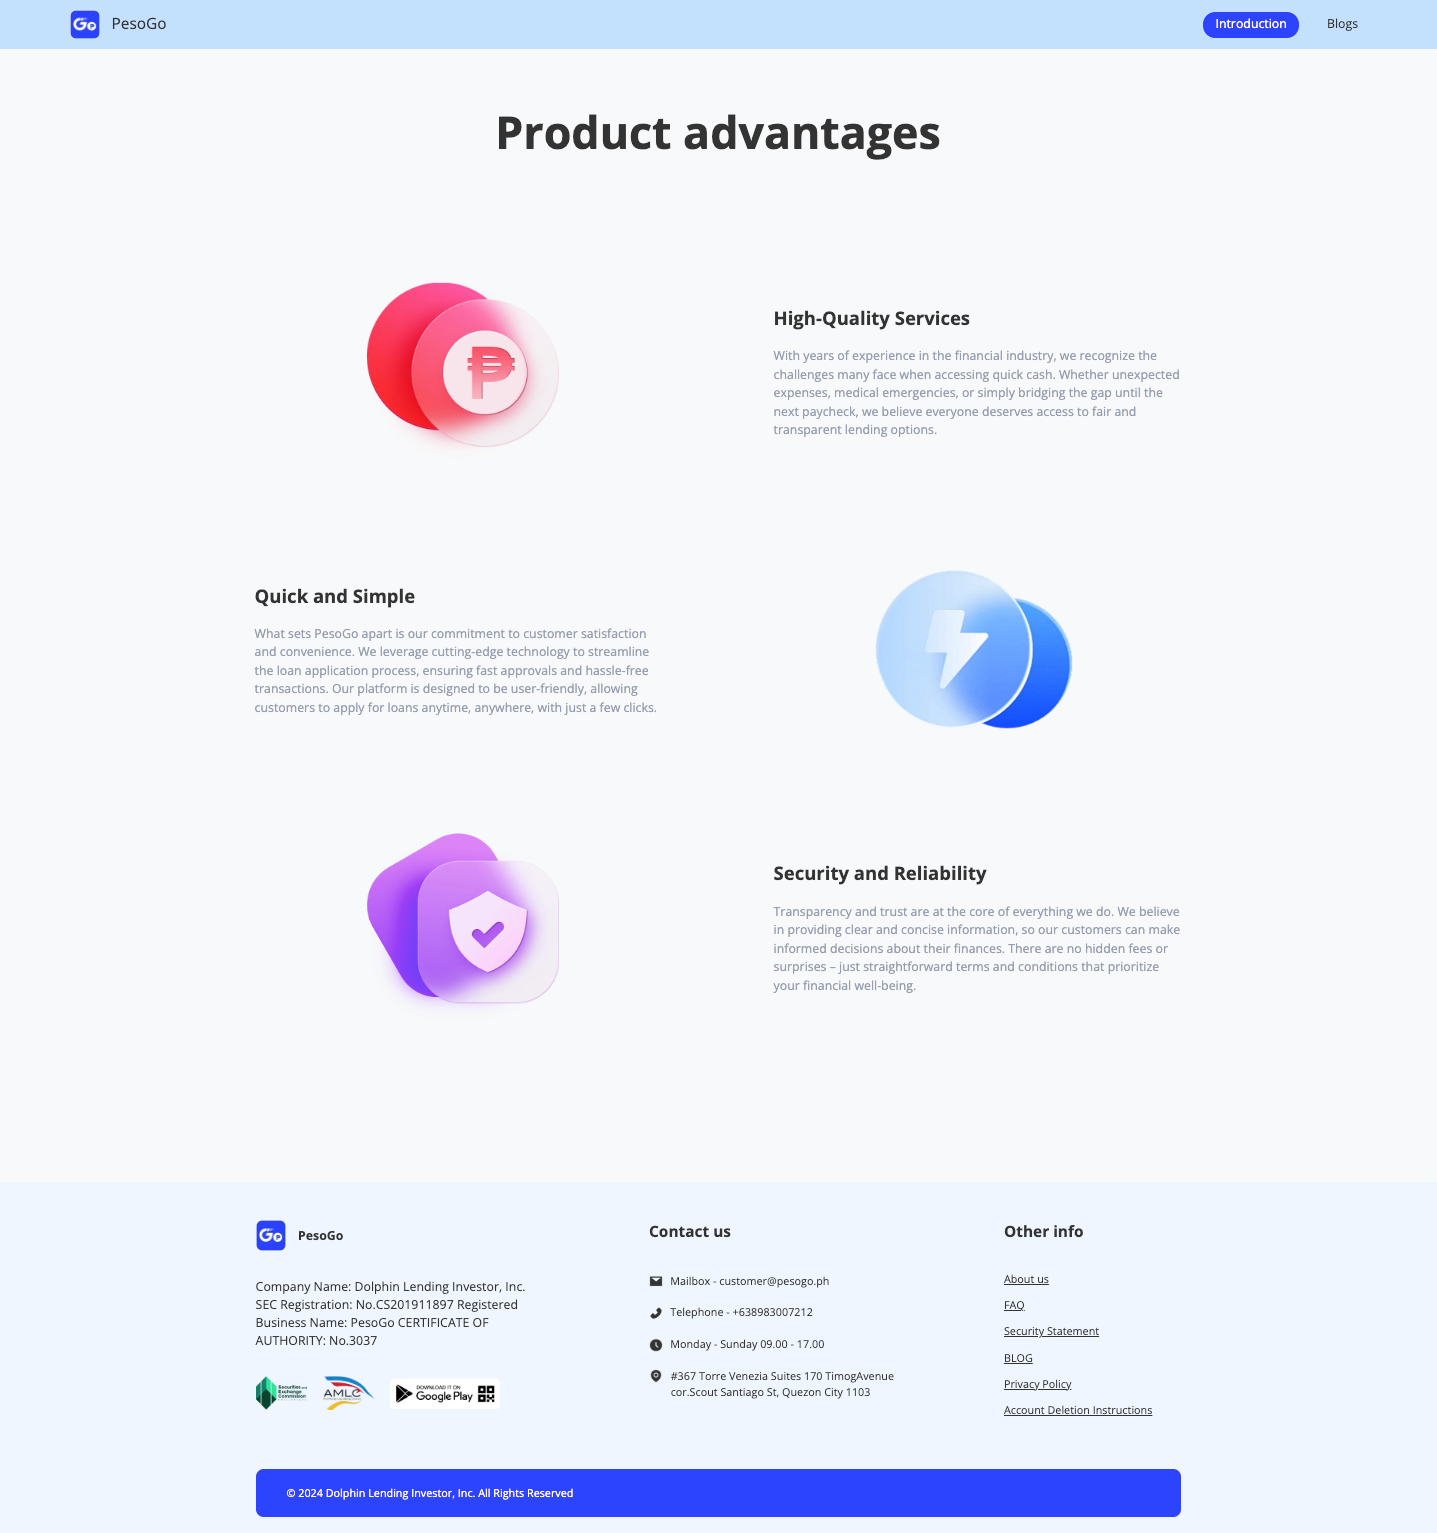 Go PesoGo
Introduction Blogs
Product advantages
High-Quality Services
With years of experience in the financial industry, we recognize the
challenges many face when accessing quick cash. Whether unexpected
expenses, medical emergencies, or simply bridging the gap until the
next paycheck, we believe everyone deserves access to fair and
transparent lending options.
Quick and Simple
What sets PesoGo apart is our commitment to customer satisfaction
and convenience. We leverage cutting-edge technology to streamline
the loan application process, ensuring fast approvals and hassle-free
transactions. Our platform is designed to be user-friendly, allowing
customers to apply for loans anytime, anywhere, with just a few clicks.
Security and Reliability
Transparency and trust are at the core of everything we do. We believe
in providing clear and concise information, so our customers can make
informed decisions about their finances. There are no hidden fees or
surprises – just straightforward terms and conditions that prioritize
your financial well-being.
Go PesoGo
Company Name: Dolphin Lending Investor, Inc.
SEC Registration: No.CS201911897 Registered
Business Name: PesoGo CERTIFICATE OF
AUTHORITY: No.3037
Securities and
Exchange
Commission
AMLC
DOWNLOAD IT ON
Google Play
Contact us
Mailbox - customer@pesogo.ph
Telephone - +638983007212
Monday - Sunday 09.00 - 17.00
#367 Torre Venezia Suites 170 TimogAvenue
cor.Scout Santiago St, Quezon City 1103
Other info
About us
FAQ
Security Statement
BLOG
Privacy Policy
Account Deletion Instructions
© 2024 Dolphin Lending Investor, Inc. All Rights Reserved